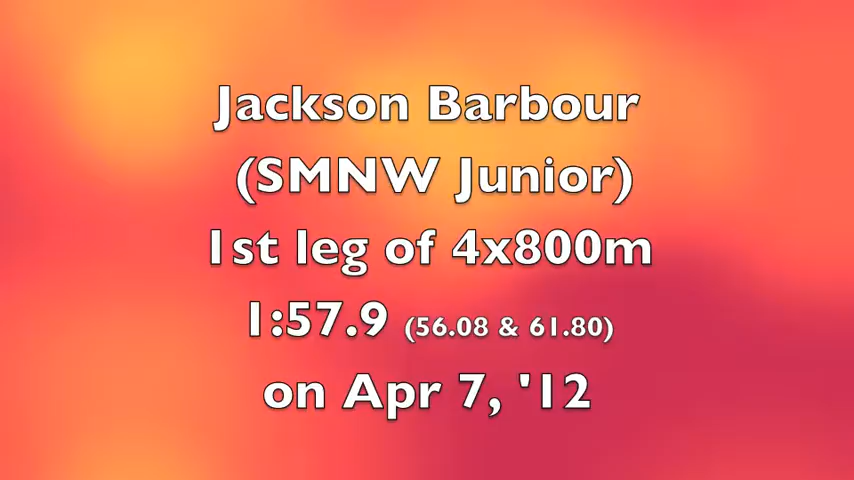 Jackson Barbour
(SMNW Junior)
1st leg of 4x800m
1:57.9 (56.08 & 61.80)
on Apr 7, '12